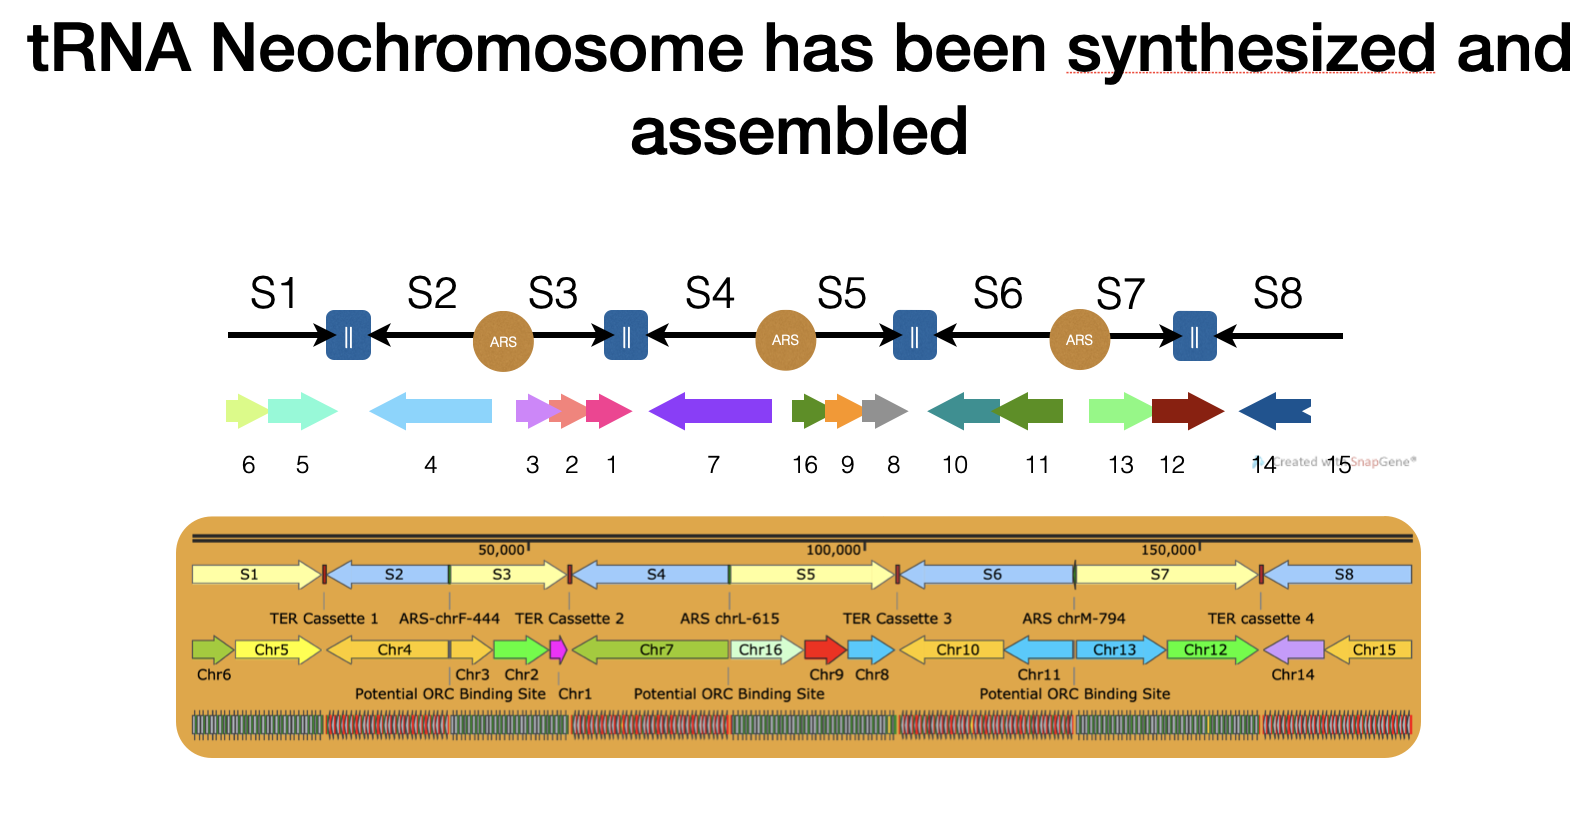 tRNA Neochromosome has been synthesized and
assembled
S1 S2 S3 S4 S5 S6 S7 S8
|| ARS || ARS || ARS ||
6 5 4 3 2 1 7 16 9 8 10 11 13 12 14 15
Created with SnapGene®
50,000 100,000 150,000
S1 S2 S3 S4 S5 S6 S7 S8
TER Cassette 1 ARS-chrF-444 TER Cassette 2 ARS chrL-615 TER Cassette 3 ARS chrM-794 TER cassette 4
Chr5 Chr4 Chr7 Chr16 Chr10 Chr13 Chr12 Chr15
Chr6 Chr3 Chr2 Chr9 Chr8 Chr11 Chr14
Potential ORC Binding Site Chr1 Potential ORC Binding Site Potential ORC Binding Site